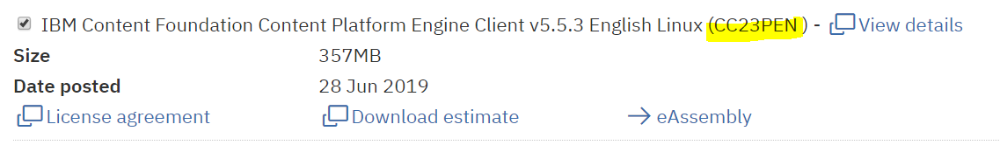 IBM Content Foundation Content Platform Engine Client v5.5.3 English Linux (CC23PEN ) - View details
Size 357MB
Date posted 28 Jun 2019
License agreement Download estimate eAssembly